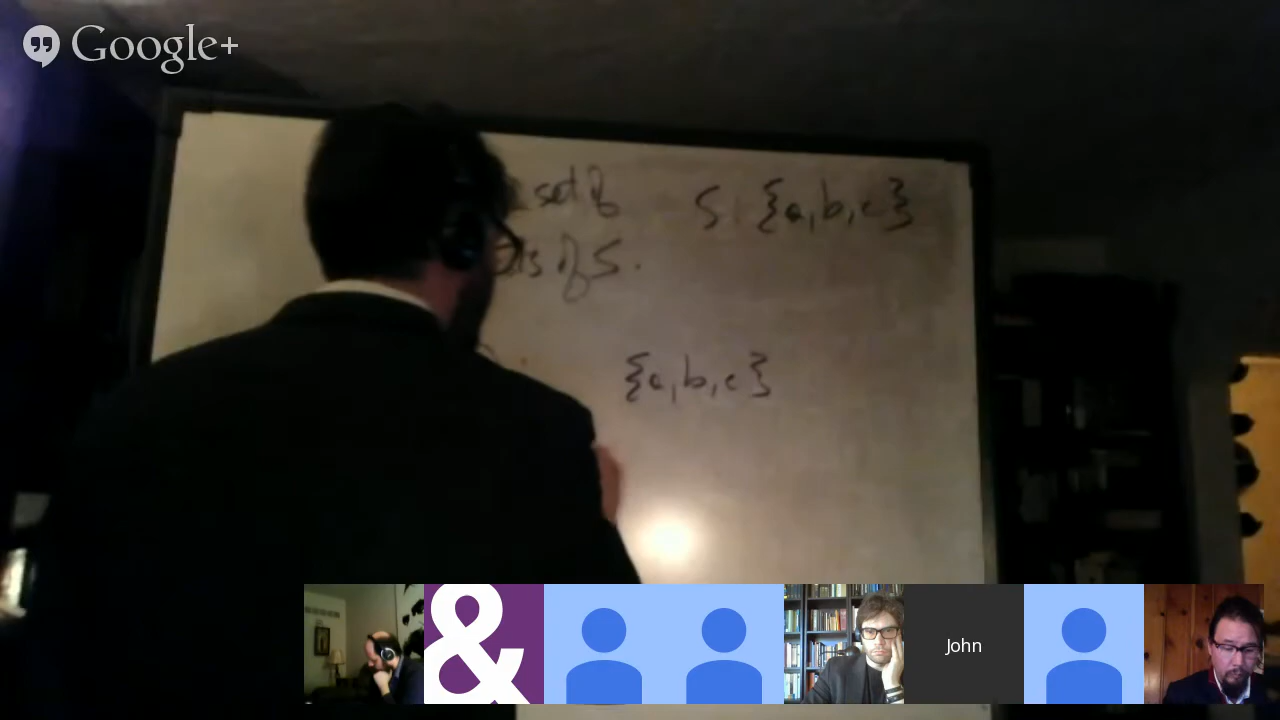 Google+
set of S: {a,b,c}
of S.
{a,b,c}
&
John